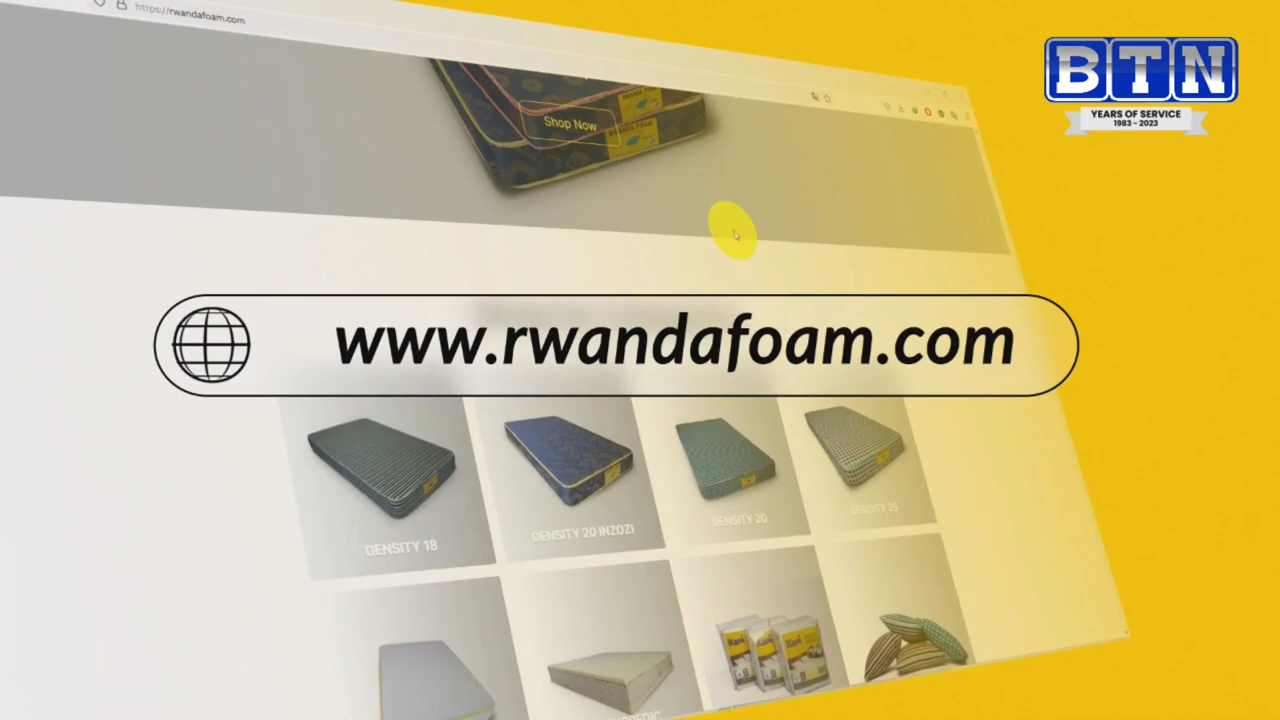 https://rwandafoam.com
BTN
YEARS OF SERVICE
1983 - 2023
Shop Now
www.rwandafoam.com
DENSITY 18
DENSITY 20 INZOZI
DENSITY 20
DENSITY 25